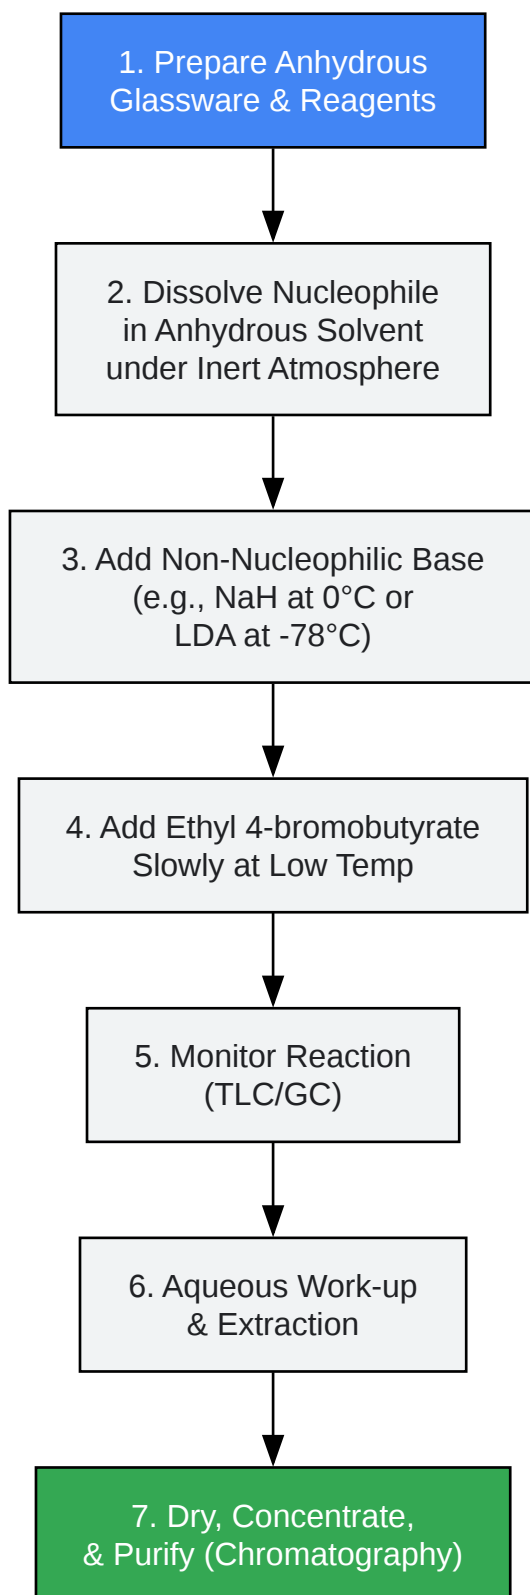 1. Prepare Anhydrous
Glassware & Reagents
2. Dissolve Nucleophile
in Anhydrous Solvent
under Inert Atmosphere
3. Add Non-Nucleophilic Base
(e.g., NaH at 0°C or
LDA at -78°C)
4. Add Ethyl 4-bromobutyrate
Slowly at Low Temp
5. Monitor Reaction
(TLC/GC)
6. Aqueous Work-up
& Extraction
7. Dry, Concentrate,
& Purify (Chromatography)